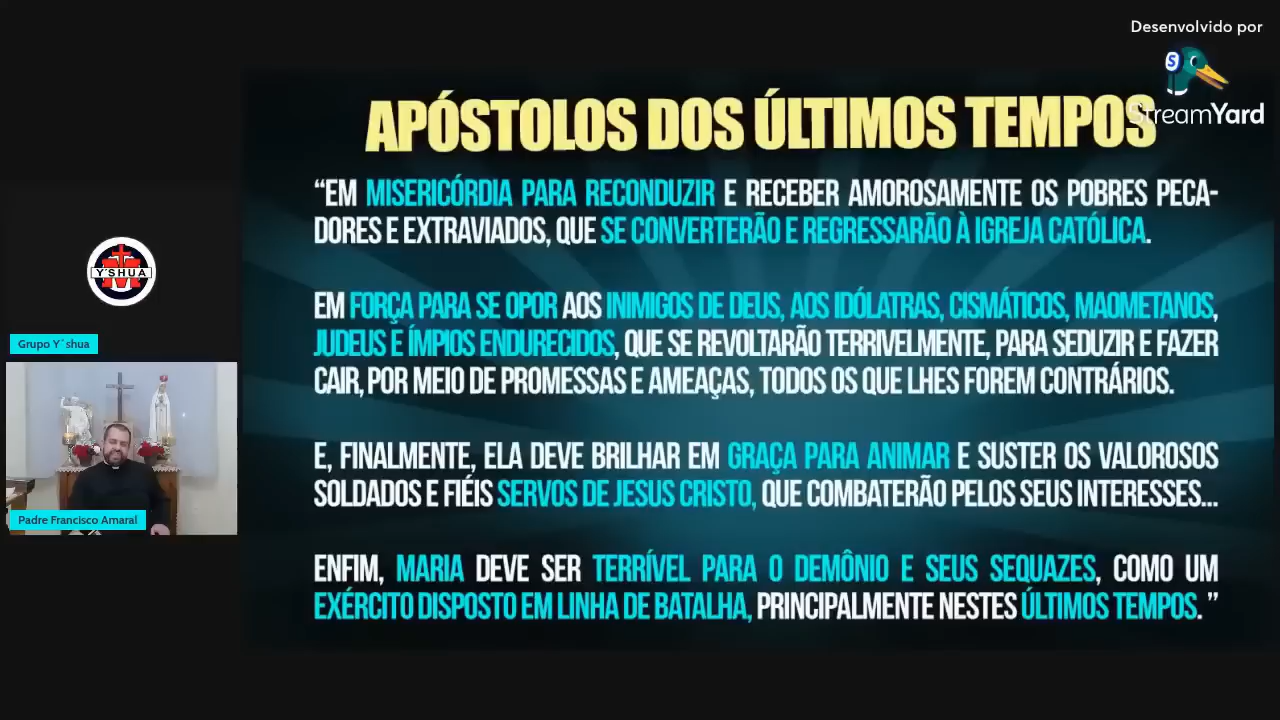 Desenvolvido por
StreamYard
APÓSTOLOS DOS ÚLTIMOS TEMPOS
“EM MISERICÓRDIA PARA RECONDUZIR E RECEBER AMOROSAMENTE OS POBRES PECA-
DORES E EXTRAVIADOS, QUE SE CONVERTERÃO E REGRESSARÃO À IGREJA CATÓLICA.
EM FORÇA PARA SE OPOR AOS INIMIGOS DE DEUS, AOS IDÓLATRAS, CISMÁTICOS, MAOMETANOS,
JUDEUS E ÍMPIOS ENDURECIDOS, QUE SE REVOLTARÃO TERRIVELMENTE, PARA SEDUZIR E FAZER
CAIR, POR MEIO DE PROMESSAS E AMEAÇAS, TODOS OS QUE LHES FOREM CONTRÁRIOS.
E, FINALMENTE, ELA DEVE BRILHAR EM GRAÇA PARA ANIMAR E SUSTER OS VALOROSOS
SOLDADOS E FIÉIS SERVOS DE JESUS CRISTO, QUE COMBATERÃO PELOS SEUS INTERESSES...
ENFIM, MARIA DEVE SER TERRÍVEL PARA O DEMÔNIO E SEUS SEQUAZES, COMO UM
EXÉRCITO DISPOSTO EM LINHA DE BATALHA, PRINCIPALMENTE NESTES ÚLTIMOS TEMPOS. ”
Y'SHUA
Grupo Y´shua
Padre Francisco Amaral